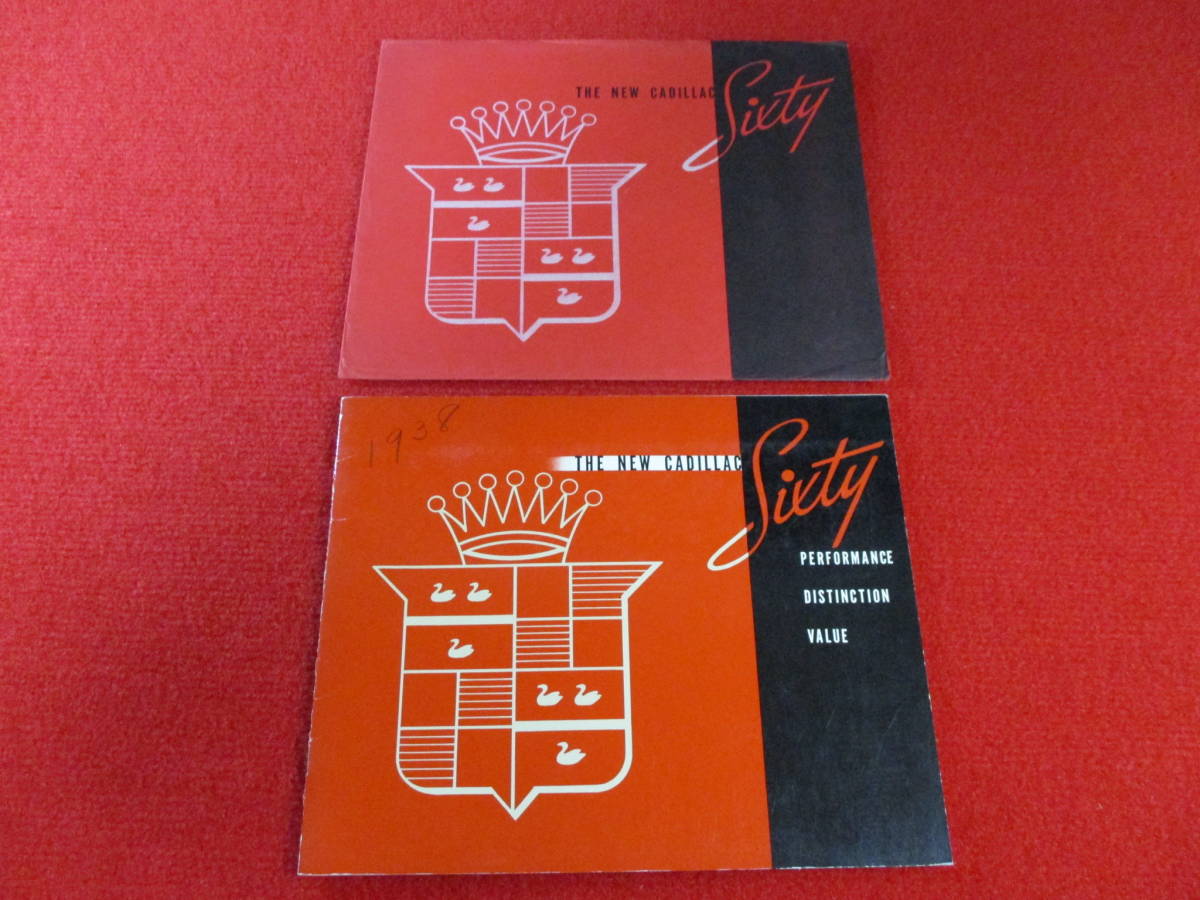 THE NEW CADILLAC Sixty
1938
THE NEW CADILLAC Sixty
PERFORMANCE
DISTINCTION
VALUE